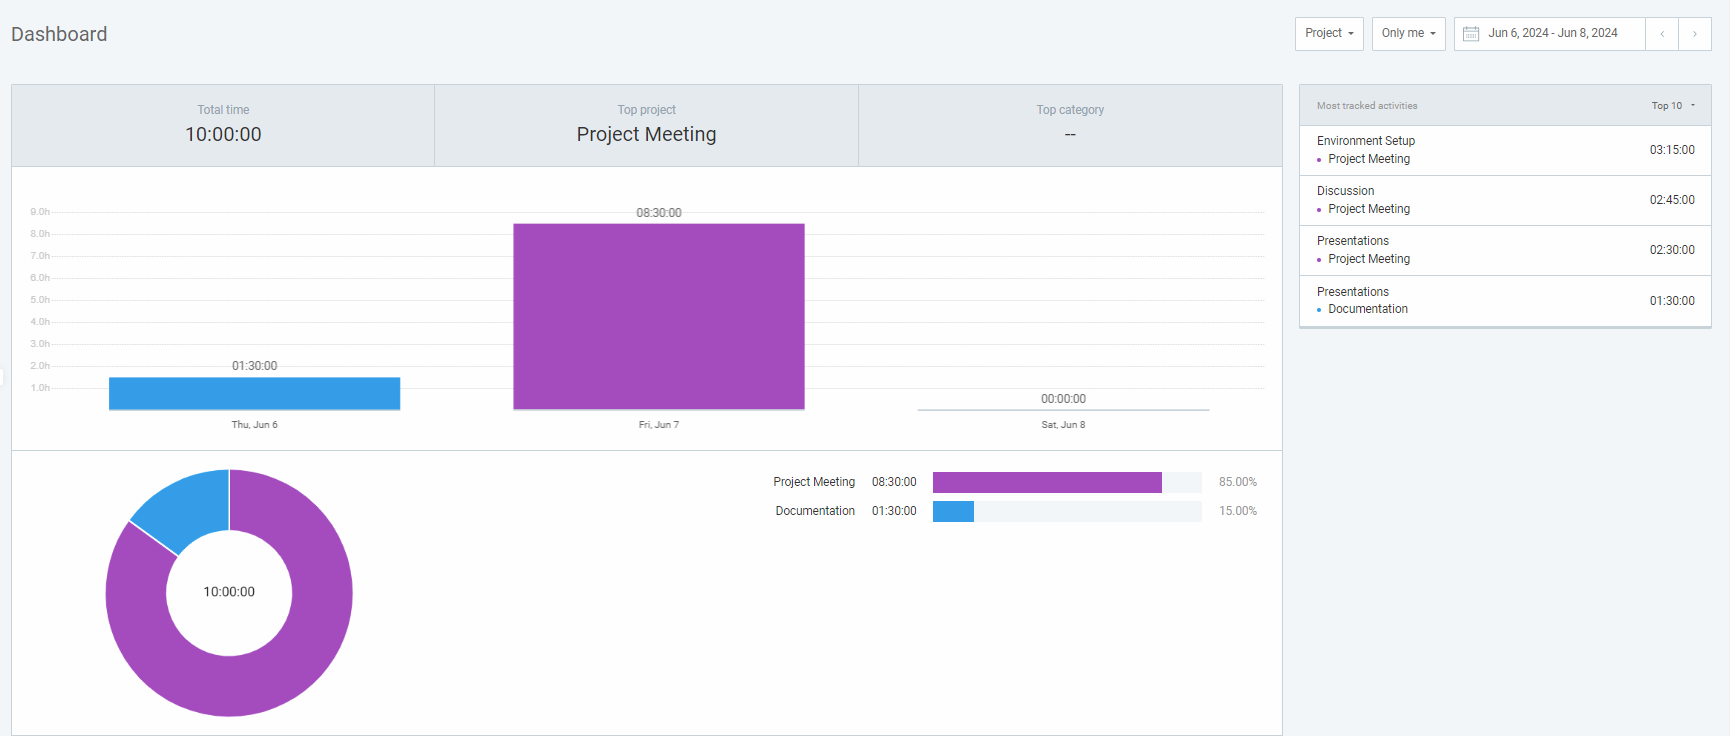 Dashboard
Project
Only me
Jun 6, 2024 - Jun 8, 2024
Total time
10:00:00
Top project
Project Meeting
Top category
--
9.0h
8.0h
7.0h
6.0h
5.0h
4.0h
3.0h
2.0h
1.0h
01:30:00
08:30:00
00:00:00
Thu, Jun 6
Fri, Jun 7
Sat, Jun 8
10:00:00
Project Meeting 08:30:00 85.00%
Documentation 01:30:00 15.00%
Most tracked activities Top 10
Environment Setup
Project Meeting
03:15:00
Discussion
Project Meeting
02:45:00
Presentations
Project Meeting
02:30:00
Presentations
Documentation
01:30:00